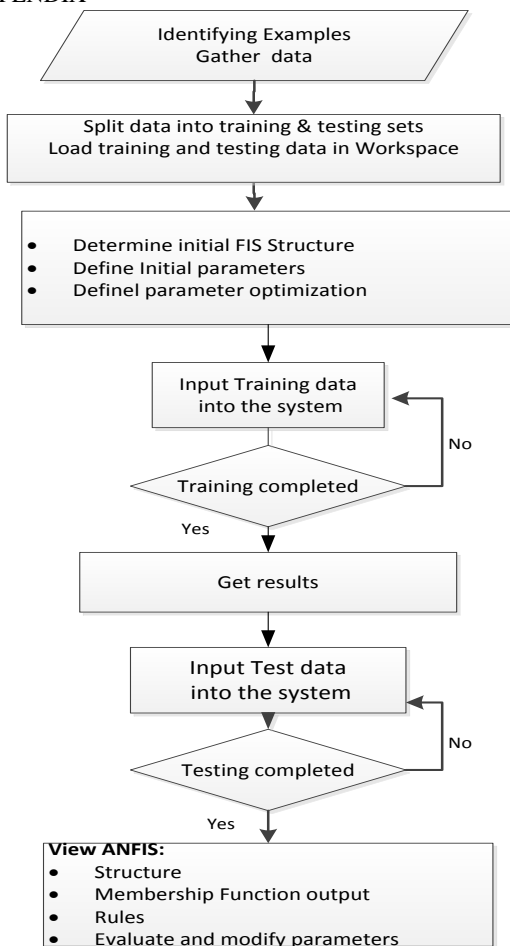 Identifying Examples
Gather data
Split data into training & testing sets
Load training and testing data in Workspace
• Determine initial FIS Structure
• Define Initial parameters
• Definel parameter optimization
Input Training data
into the system
No
Training completed
Yes
Get results
Input Test data
into the system
No
Testing completed
Yes
View ANFIS:
• Structure
• Membership Function output
• Rules
• Evaluate and modify parameters